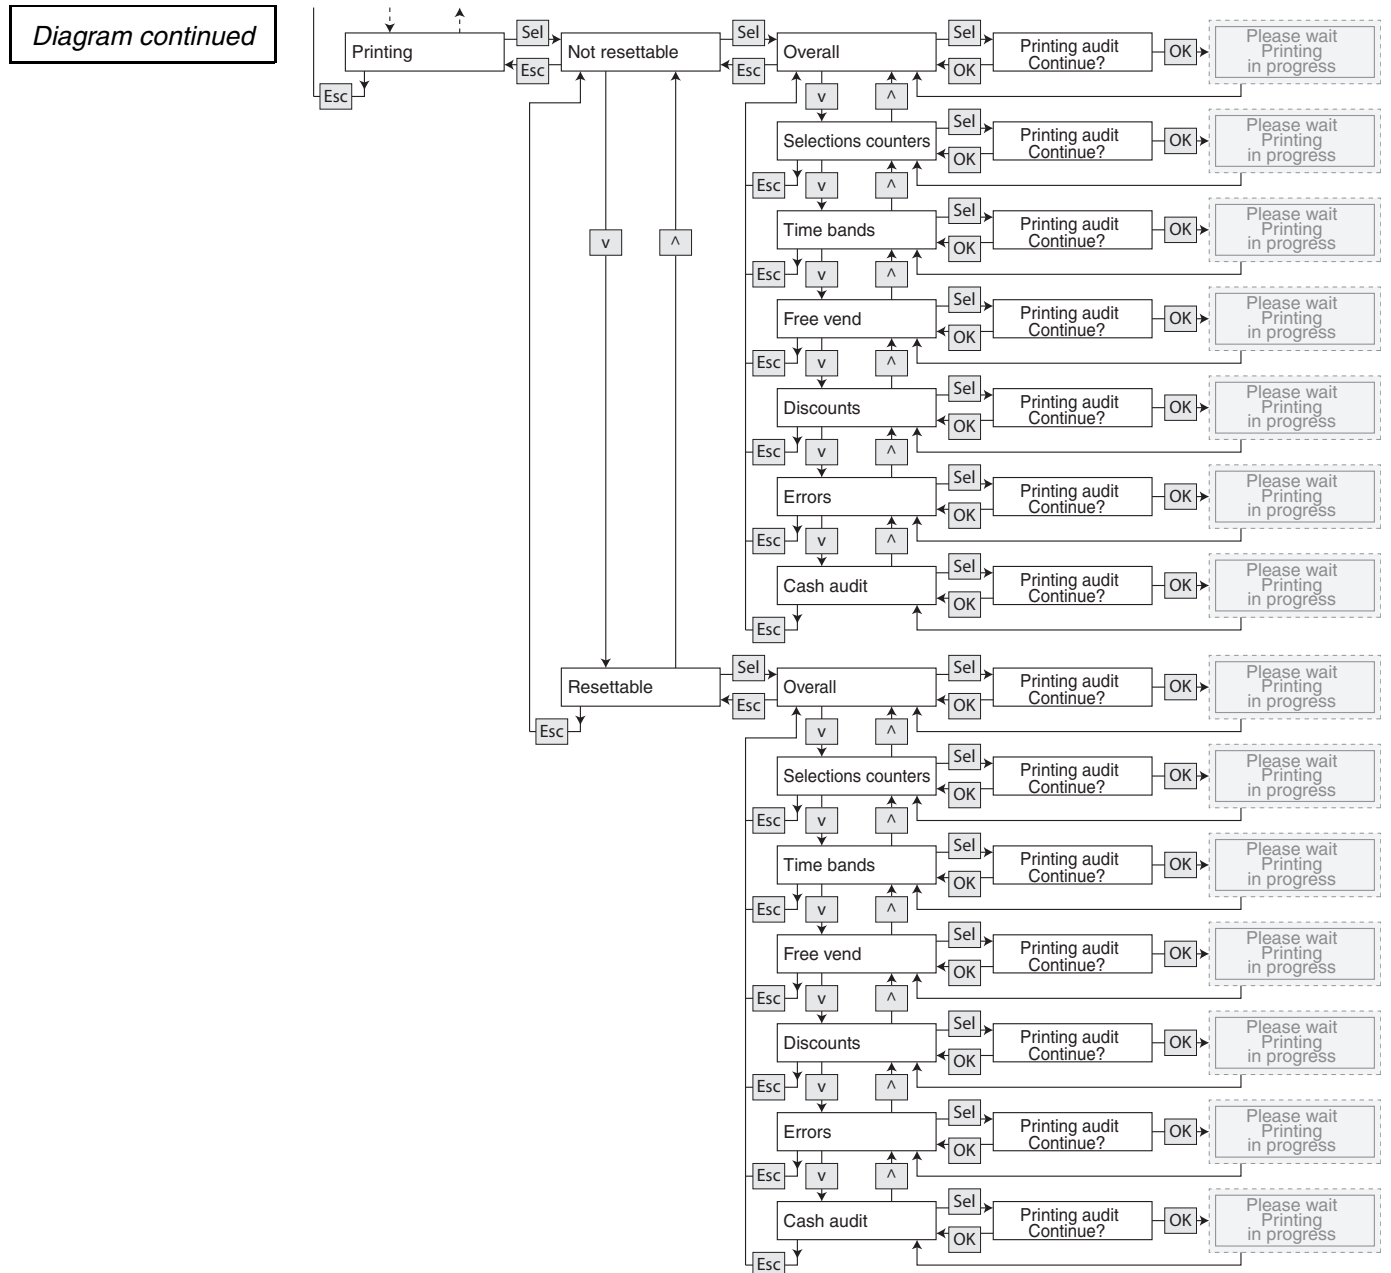 Diagram continued
Printing
Sel
Esc
Esc
Not resettable
Sel
Esc
Overall
Sel
OK
Printing audit
Continue?
OK
Please wait
Printing
in progress
v
^
Selections counters
Sel
OK
Printing audit
Continue?
OK
Please wait
Printing
in progress
Esc
v
^
Time bands
Sel
OK
Printing audit
Continue?
OK
Please wait
Printing
in progress
v
^
Esc
v
^
Free vend
Sel
OK
Printing audit
Continue?
OK
Please wait
Printing
in progress
Esc
v
^
Discounts
Sel
OK
Printing audit
Continue?
OK
Please wait
Printing
in progress
Esc
v
^
Errors
Sel
OK
Printing audit
Continue?
OK
Please wait
Printing
in progress
Esc
v
^
Cash audit
Sel
OK
Printing audit
Continue?
OK
Please wait
Printing
in progress
Esc
Resettable
Sel
Esc
Esc
Overall
Sel
OK
Printing audit
Continue?
OK
Please wait
Printing
in progress
v
^
Selections counters
Sel
OK
Printing audit
Continue?
OK
Please wait
Printing
in progress
Esc
v
^
Time bands
Sel
OK
Printing audit
Continue?
OK
Please wait
Printing
in progress
Esc
v
^
Free vend
Sel
OK
Printing audit
Continue?
OK
Please wait
Printing
in progress
Esc
v
^
Discounts
Sel
OK
Printing audit
Continue?
OK
Please wait
Printing
in progress
Esc
v
^
Errors
Sel
OK
Printing audit
Continue?
OK
Please wait
Printing
in progress
Esc
v
^
Cash audit
Sel
OK
Printing audit
Continue?
OK
Please wait
Printing
in progress
Esc